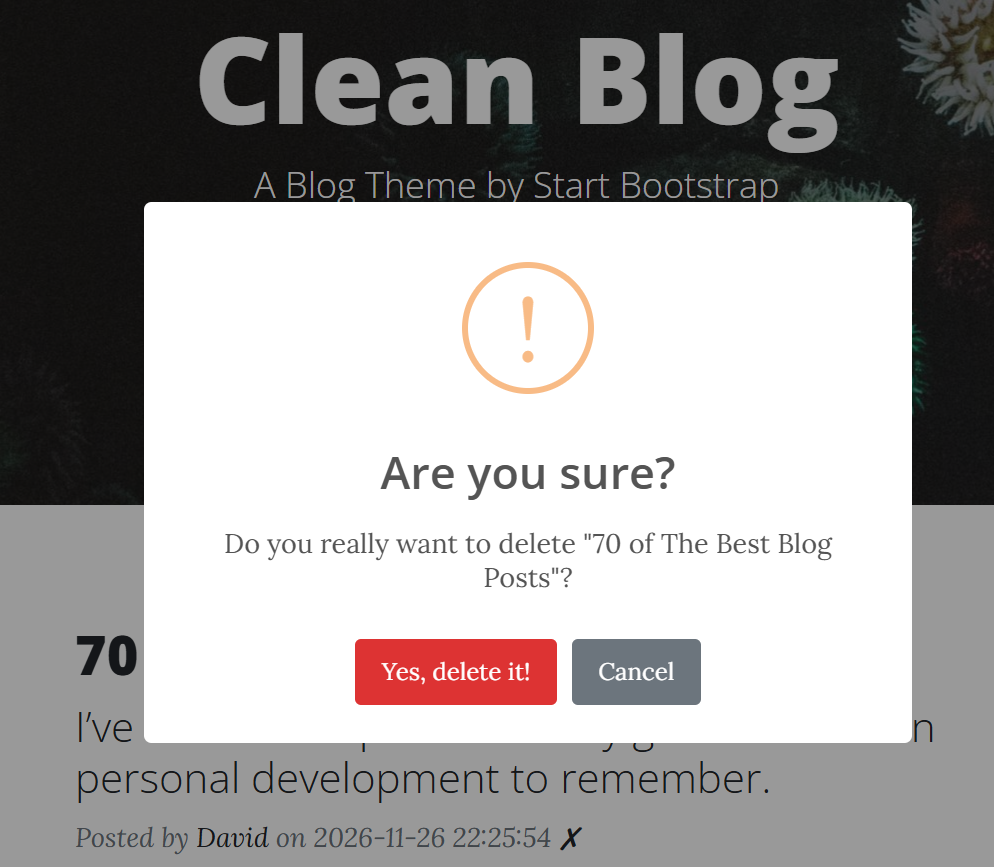 Clean Blog
A Blog Theme by Start Bootstrap
!
Are you sure?
Do you really want to delete "70 of The Best Blog
Posts"?
Yes, delete it! Cancel
70
I've
personal development to remember.
Posted by David on 2026-11-26 22:25:54 ✗